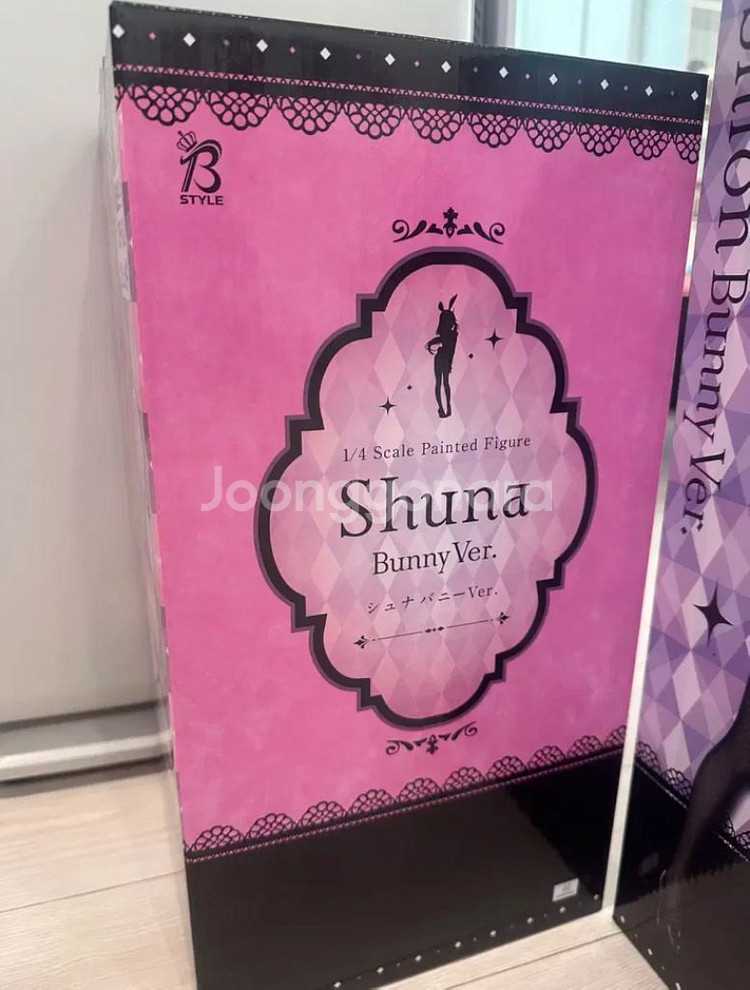 B
STYLE
1/4 Scale Painted Figure
Shuna
Bunny Ver.
シュナ バニーVer.
Joonggonara
Bunny Ver.